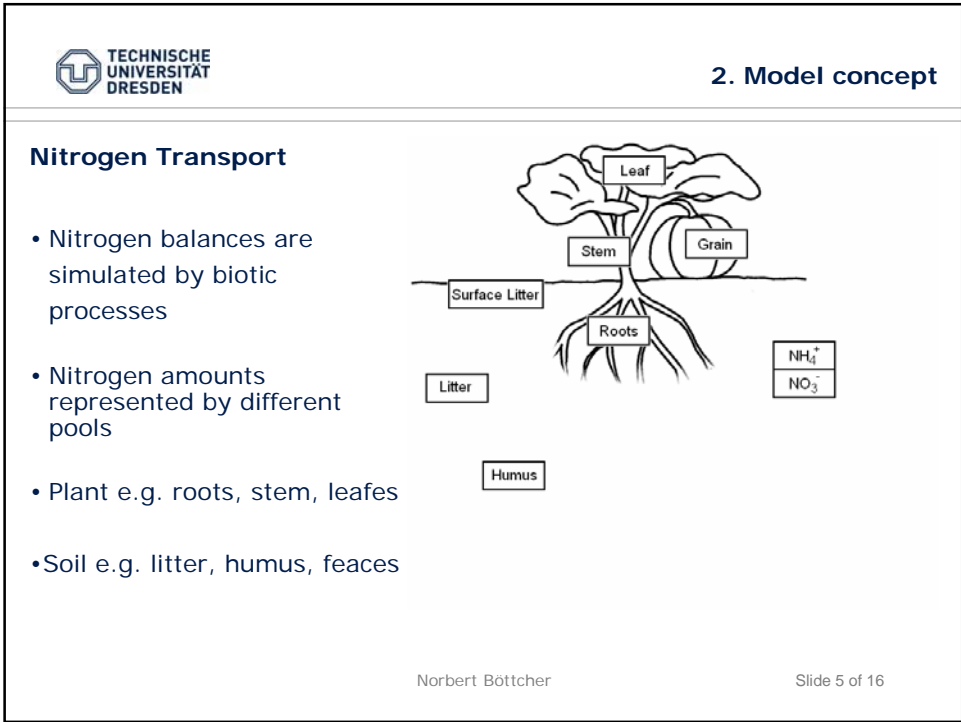 TECHNISCHE
UNIVERSITÄT
DRESDEN
2. Model concept
Nitrogen Transport
• Nitrogen balances are
simulated by biotic
processes
• Nitrogen amounts
represented by different
pools
• Plant e.g. roots, stem, leafes
•Soil e.g. litter, humus, feaces
Leaf
Stem
Grain
Surface Litter
Roots
NH₄⁺
NO₃⁻
Litter
Humus
Norbert Böttcher
Slide 5 of 16